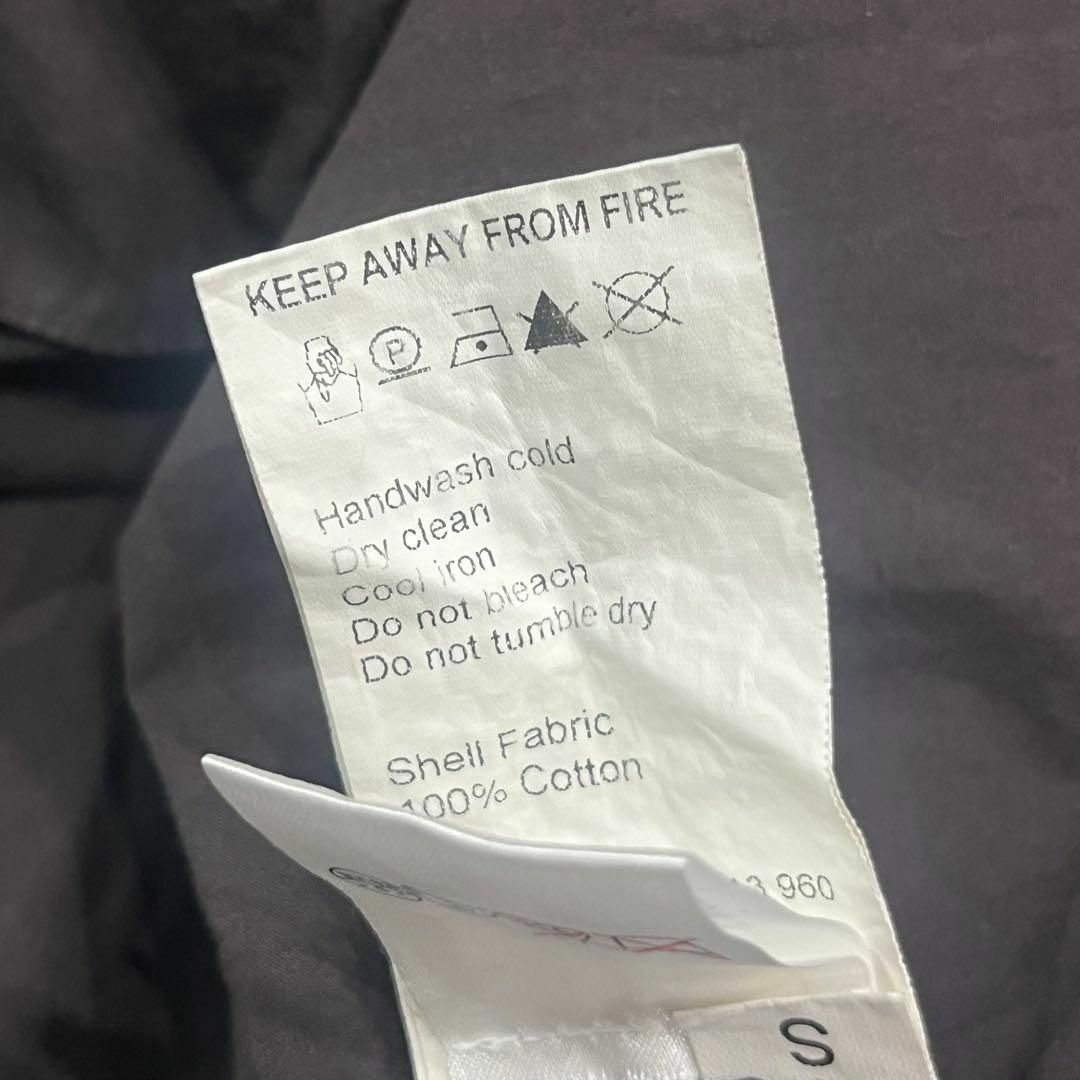 KEEP AWAY FROM FIRE
P
Handwash cold
Dry clean
Cool iron
Do not bleach
Do not tumble dry
Shell Fabric
100% Cotton
960
S